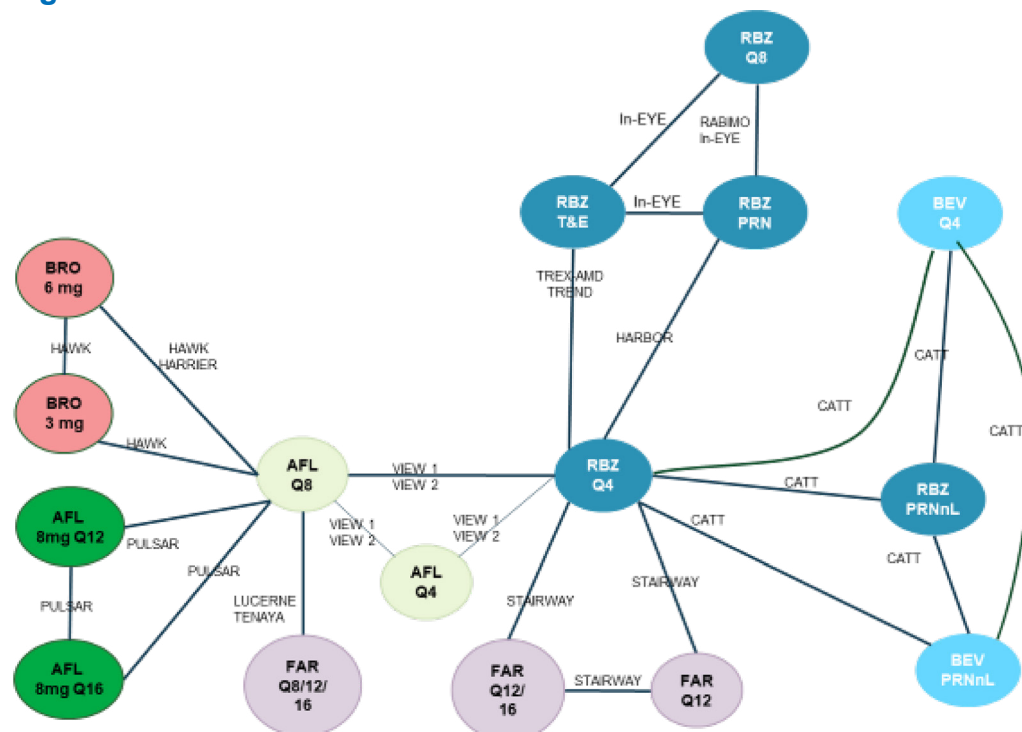 RBZ
Q8
In-EYE
RABIMO
In-EYE
RBZ
T&E
In-EYE
RBZ
PRN
BEV
Q4
BRO
6 mg
TREX-AMD
TREND
HAWK
HAWK
HARRIER
HARBOR
CATT
BRO
3 mg
CATT
CATT
HAWK
AFL
Q8
VIEW 1
VIEW 2
RBZ
Q4
CATT
RBZ
PRNnL
AFL
8mg Q12
PULSAR
VIEW 1
VIEW 2
VIEW 1
VIEW 2
CATT
CATT
PULSAR
AFL
Q4
STAIRWAY
PULSAR
LUCERNE
TENAYA
STAIRWAY
AFL
8mg Q16
FAR
Q8/12/
16
FAR
Q12/
16
STAIRWAY
FAR
Q12
BEV
PRNnL